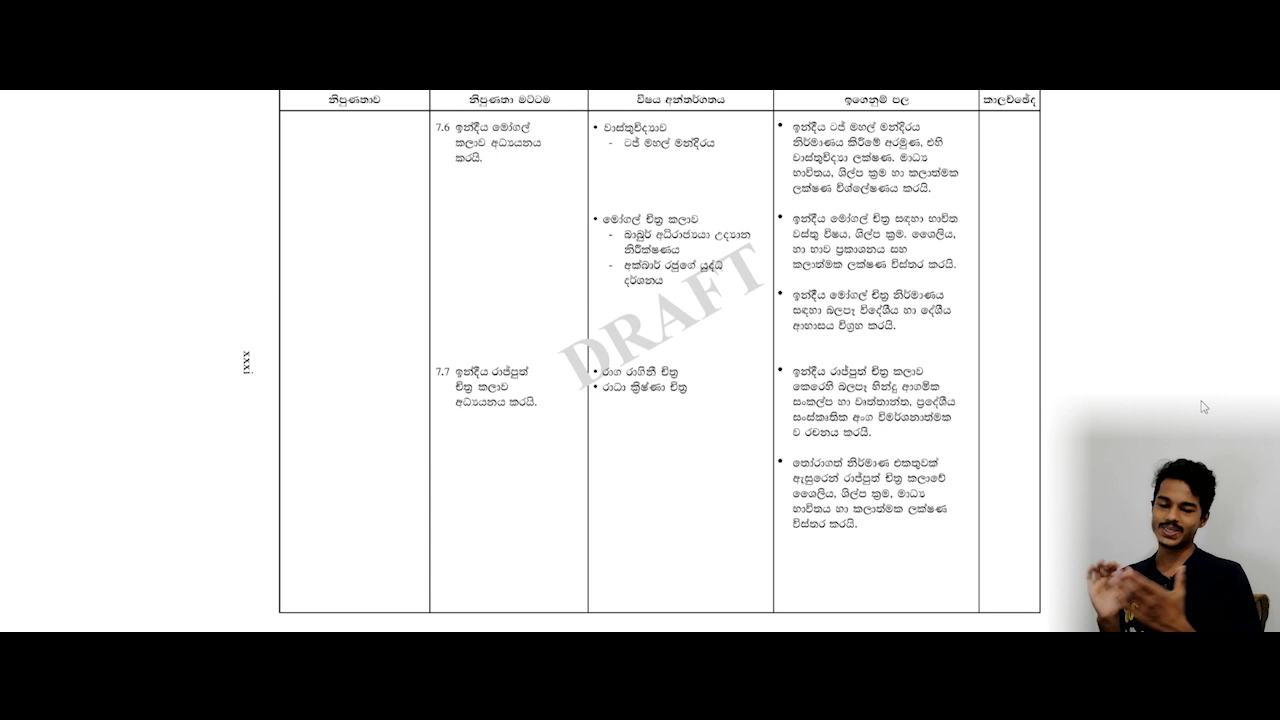 නිපුණතාව
නිපුණතා මට්ටම
විෂය අන්තර්ගතය
ඉගෙනුම් පල
කාලච්ඡේද
7.6 ඉන්දීය මෝගල්
කලාව අධ්‍යයනය
කරයි.
• වාස්තුවිද්‍යාව
- ටජ් මහල් මන්දිරය
• මෝගල් චිත්‍ර කලාව
- බාබුර් අධිරාජ්‍යයා උද්‍යාන
නිරීක්ෂණය
- අක්බාර් රජුගේ යුද්ධ
දර්ශනය
• ඉන්දීය ටජ් මහල් මන්දිරය
නිර්මාණය කිරීමේ අරමුණ, එහි
වාස්තුවිද්‍යා ලක්ෂණ, මාධ්‍ය
භාවිතය, ශිල්ප ක්‍රම හා කලාත්මක
ලක්ෂණ විශ්ලේෂණය කරයි.
• ඉන්දීය මෝගල් චිත්‍ර සඳහා භාවිත
වස්තු විෂය, ශිල්ප ක්‍රම, ශෛලිය,
හා භාව ප්‍රකාශනය සහ
කලාත්මක ලක්ෂණ විස්තර කරයි.
• ඉන්දීය මෝගල් චිත්‍ර නිර්මාණය
සඳහා බලපෑ විදේශීය හා දේශීය
ආභාසය විග්‍රහ කරයි.
7.7 ඉන්දීය රාජ්පුත්
චිත්‍ර කලාව
අධ්‍යයනය කරයි.
• රාග රාගිනී චිත්‍ර
• රාධා ක්‍රිෂ්ණා චිත්‍ර
• ඉන්දීය රාජ්පුත් චිත්‍ර කලාව
කෙරෙහි බලපෑ හින්දු ආගමික
සංකල්ප හා වෘත්තාන්ත, ප්‍රදේශීය
සංස්කෘතික අංග විමර්ශනාත්මක
ව රචනය කරයි.
• තෝරාගත් නිර්මාණ එකතුවක්
ඇසුරෙන් රාජ්පුත් චිත්‍ර කලාවේ
ශෛලිය, ශිල්ප ක්‍රම, මාධ්‍ය
භාවිතය හා කලාත්මක ලක්ෂණ
විස්තර කරයි.
DRAFT
xxxi